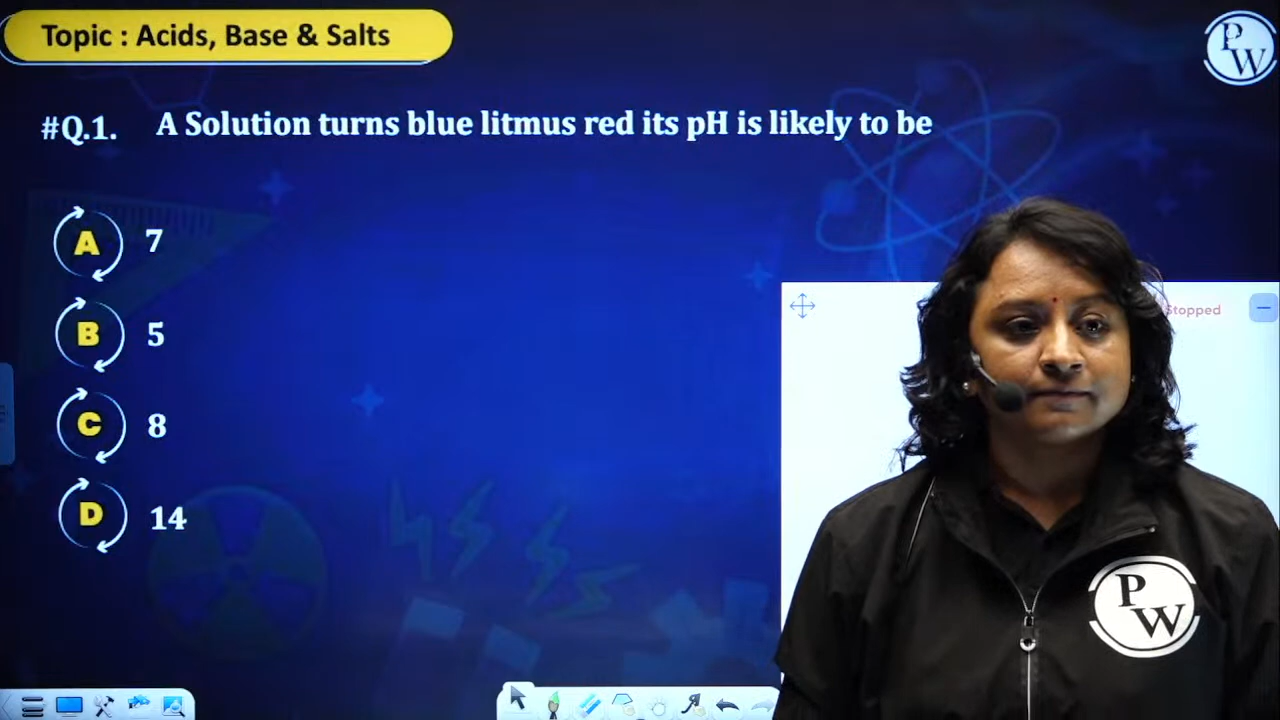 Topic : Acids, Base & Salts
PW
#Q.1. A Solution turns blue litmus red its pH is likely to be
A 7
B 5
C 8
D 14
Stopped
PW